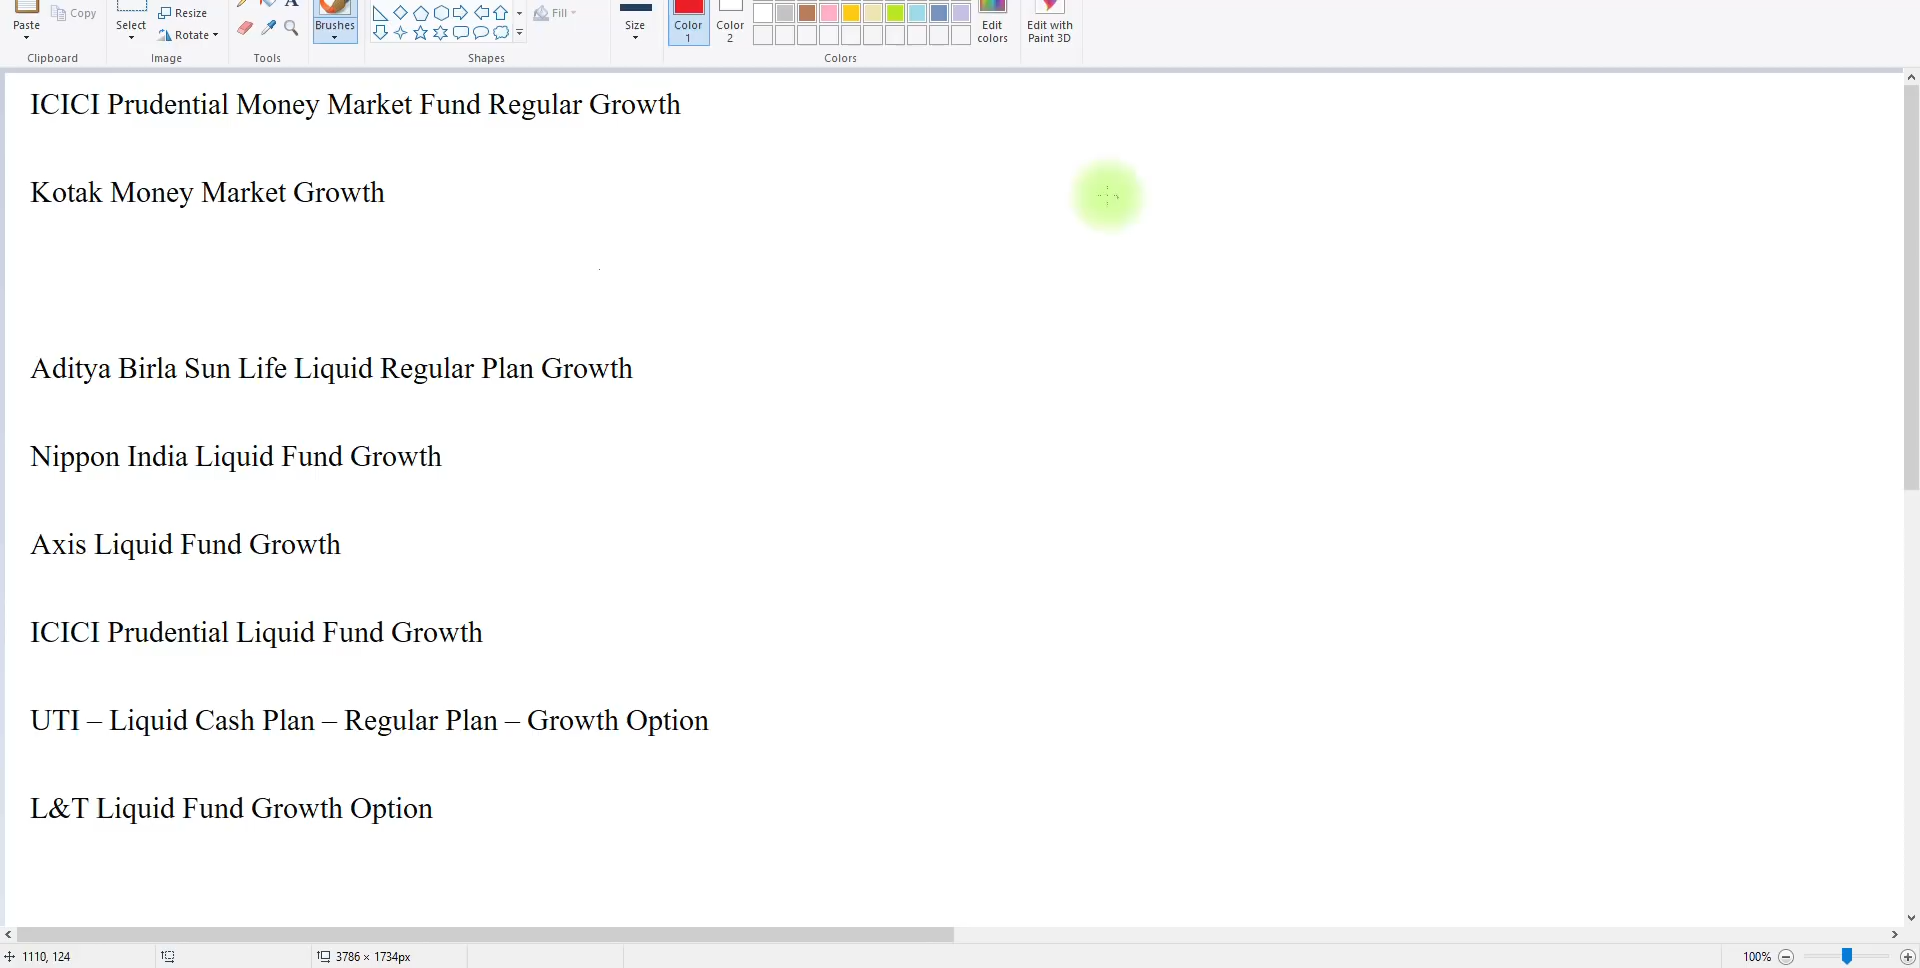 Paste
Copy
Clipboard
Select
Resize
Rotate
Image
Tools
Brushes
Shapes
Fill
Size
Color 1
Color 2
Edit colors
Colors
Edit with Paint 3D
ICICI Prudential Money Market Fund Regular Growth
Kotak Money Market Growth
Aditya Birla Sun Life Liquid Regular Plan Growth
Nippon India Liquid Fund Growth
Axis Liquid Fund Growth
ICICI Prudential Liquid Fund Growth
UTI – Liquid Cash Plan – Regular Plan – Growth Option
L&T Liquid Fund Growth Option
1110, 124
3786 × 1734px
100%